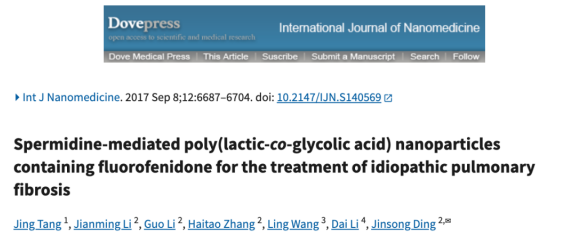 Dovepress
open access to scientific and medical research
International Journal of Nanomedicine
Dove Medical Press | This Article | Suscribe | Submit a Manuscript | Search | Follow
Int J Nanomedicine. 2017 Sep 8;12:6687–6704. doi: 10.2147/IJN.S140569
Spermidine-mediated poly(lactic-co-glycolic acid) nanoparticles
containing fluorofenidone for the treatment of idiopathic pulmonary
fibrosis
Jing Tang 1, Jianming Li 2, Guo Li 2, Haitao Zhang 2, Ling Wang 3, Dai Li 4, Jinsong Ding 2,✉